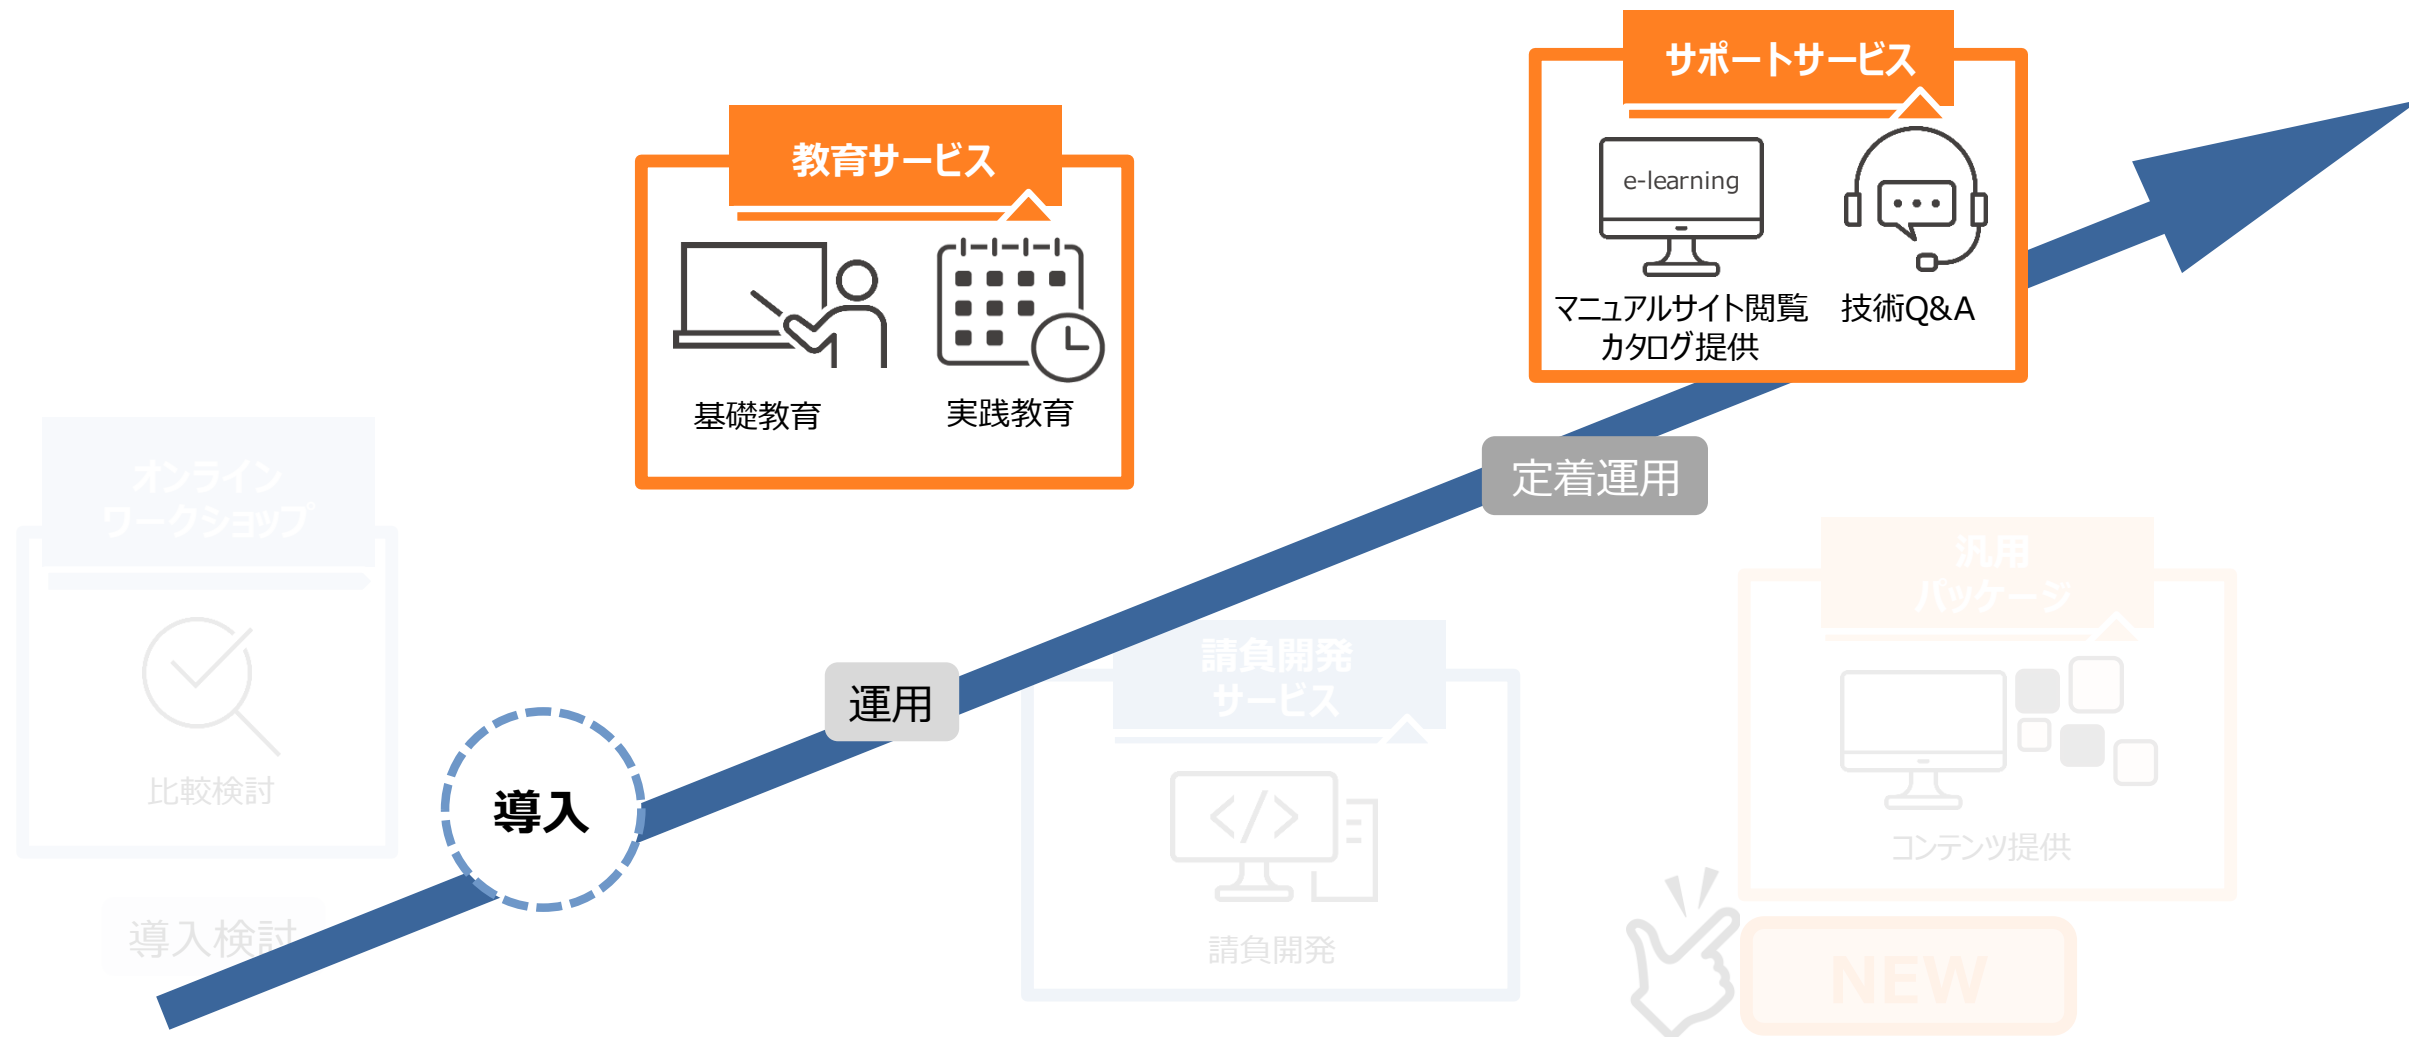 サポートサービス
e-learning
マニュアルサイト閲覧
カタログ提供
技術Q&A
教育サービス
基礎教育
実践教育
定着運用
オンライン
ワークショップ
比較検討
導入検討
導入
運用
請負開発
サービス
請負開発
汎用
パッケージ
コンテンツ提供
NEW